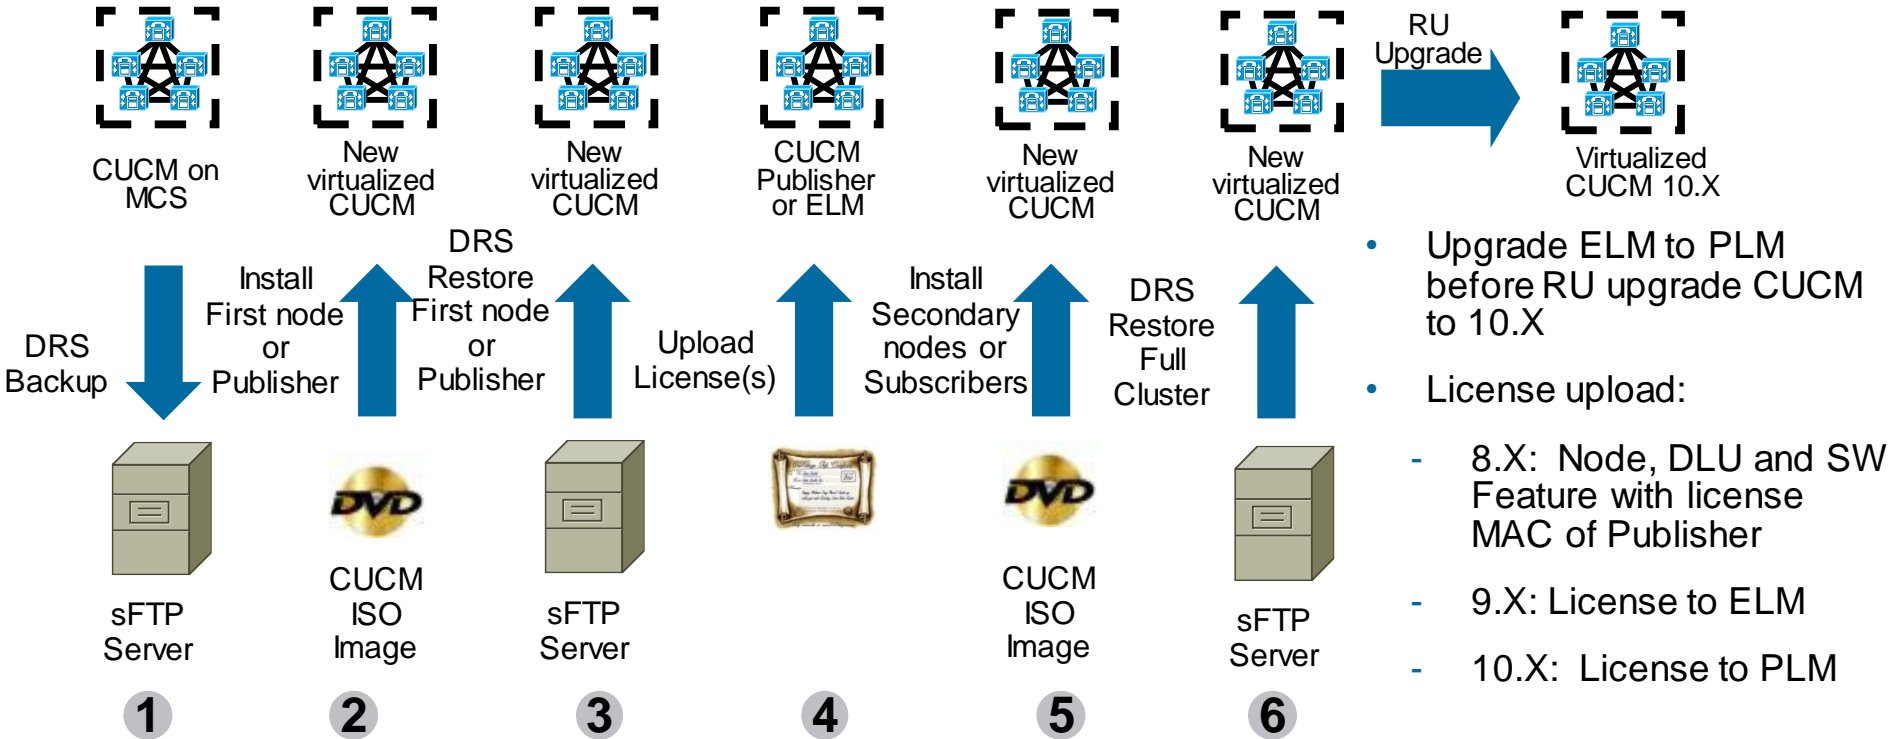 CUCM on
MCS
New
virtualized
CUCM
New
virtualized
CUCM
CUCM
Publisher
or ELM
New
virtualized
CUCM
New
virtualized
CUCM
RU
Upgrade
Virtualized
CUCM 10.X
DRS
Backup
Install
First node
or
Publisher
DRS
Restore
First node
or
Publisher
Upload
License(s)
Install
Secondary
nodes or
Subscribers
DRS
Restore
Full
Cluster
sFTP
Server
DVD
CUCM
ISO
Image
sFTP
Server
DVD
CUCM
ISO
Image
sFTP
Server
1
2
3
4
5
6
• Upgrade ELM to PLM
before RU upgrade CUCM
to 10.X
• License upload:
- 8.X: Node, DLU and SW
Feature with license
MAC of Publisher
- 9.X: License to ELM
- 10.X: License to PLM